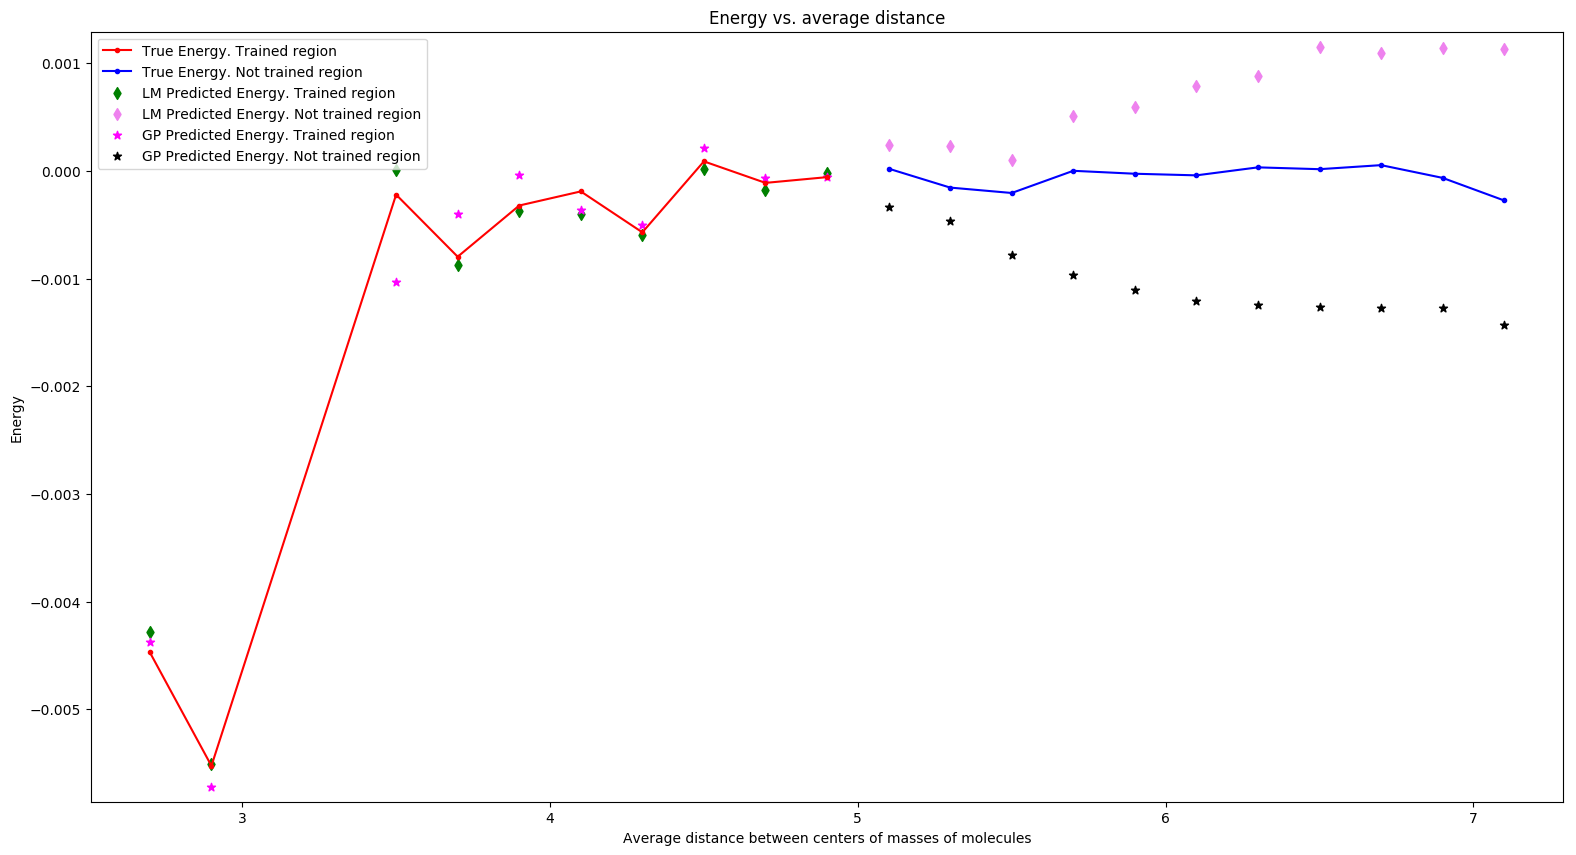 Energy vs. average distance
True Energy. Trained region
True Energy. Not trained region
LM Predicted Energy. Trained region
LM Predicted Energy. Not trained region
GP Predicted Energy. Trained region
GP Predicted Energy. Not trained region
0.001
0.000
−0.001
−0.002
−0.003
−0.004
−0.005
Energy
3 4 5 6 7
Average distance between centers of masses of molecules